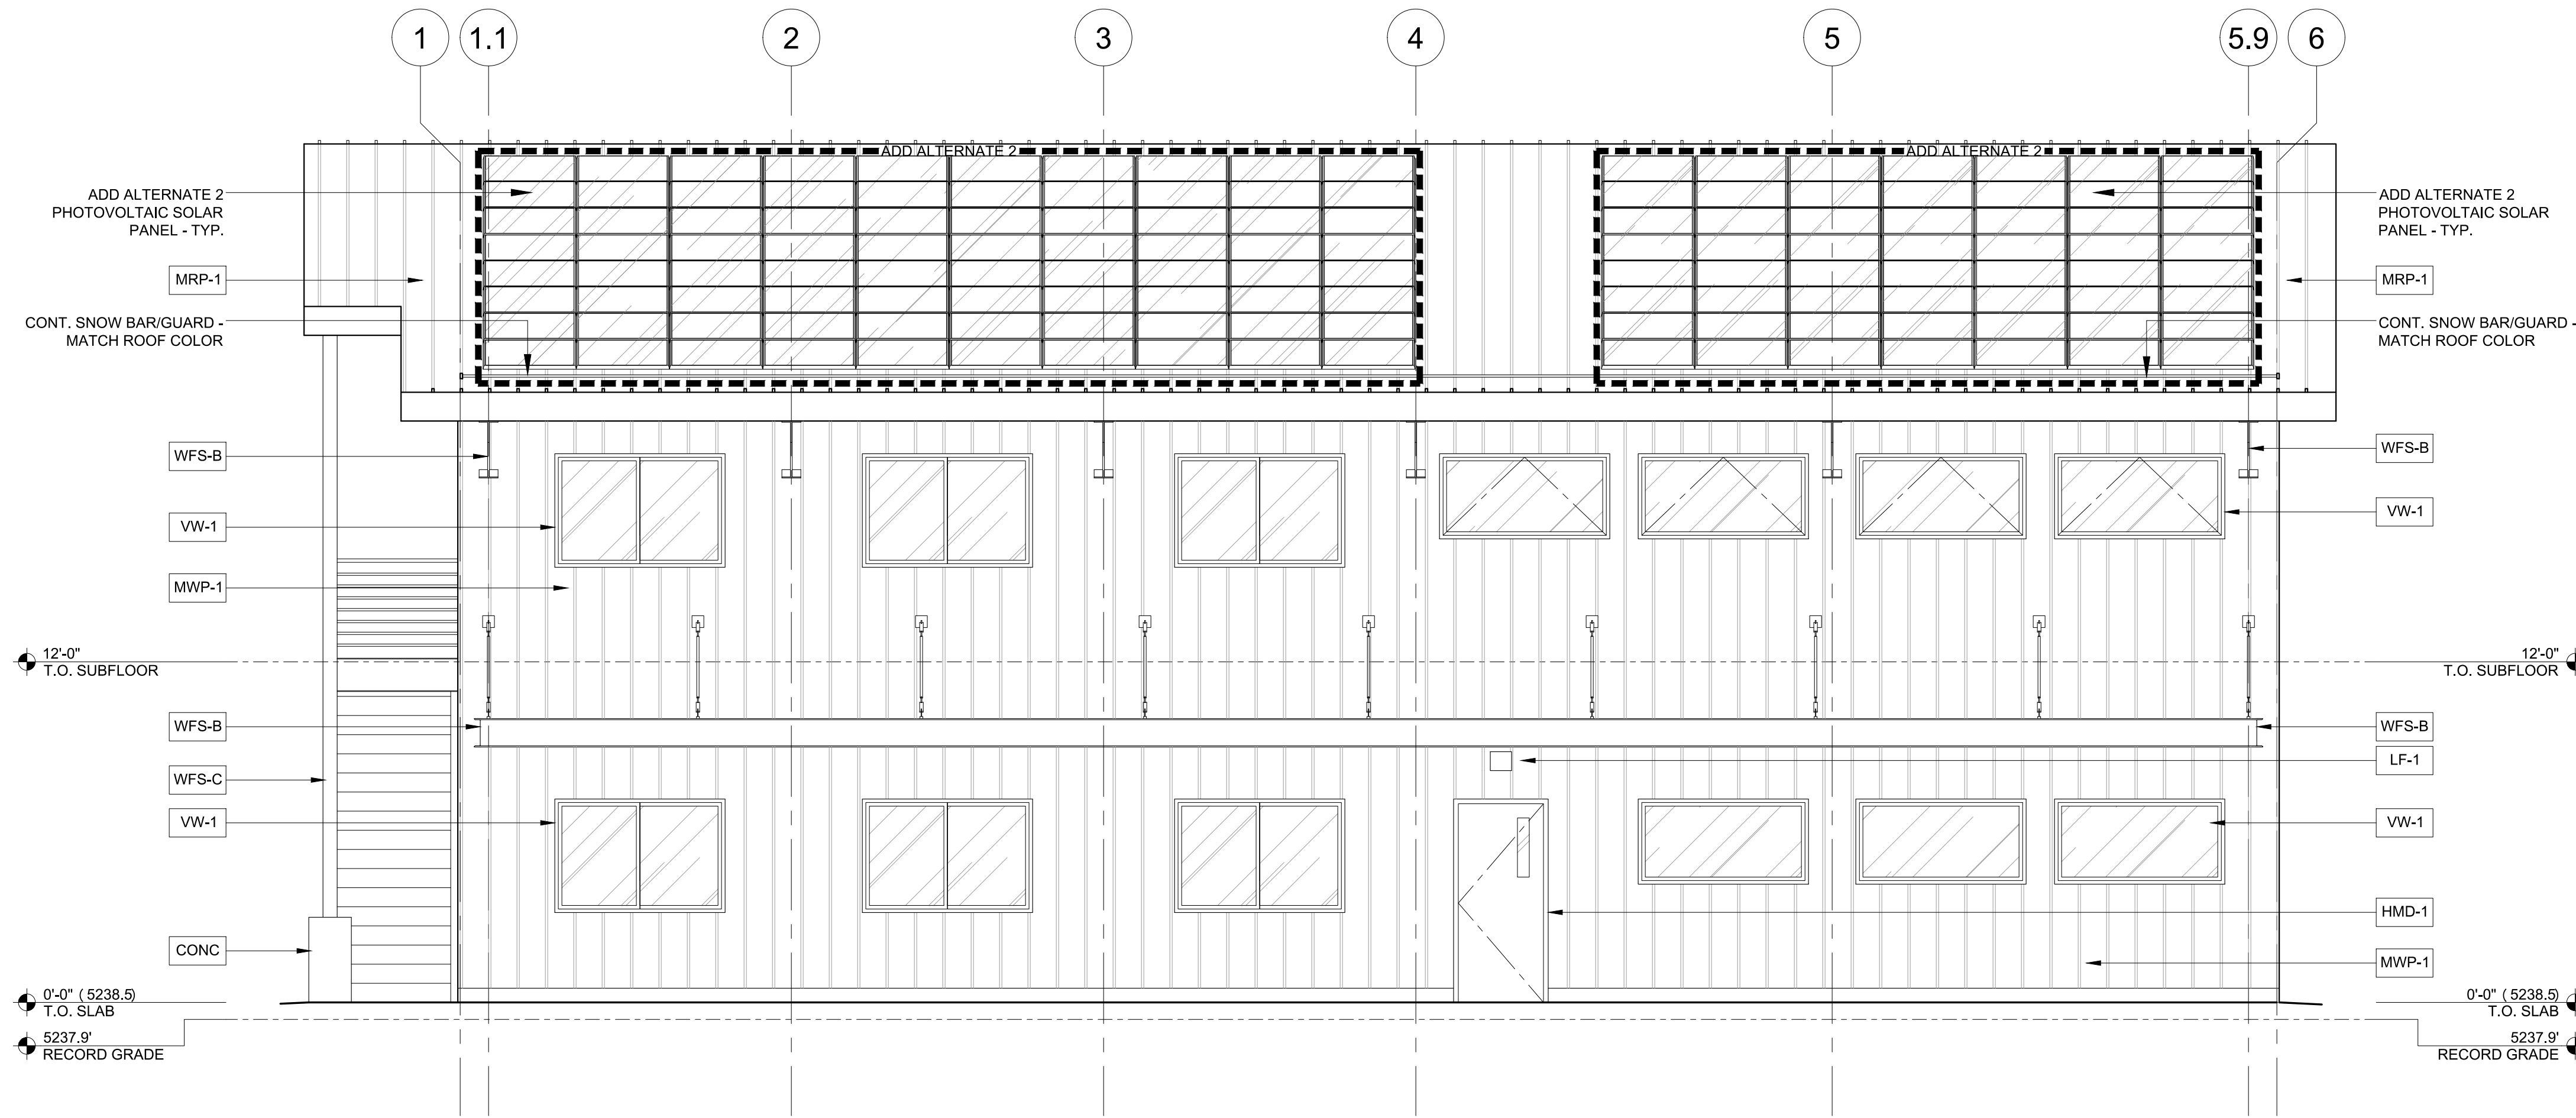 1
1.1
2
3
4
5
5.9
6
ADD ALTERNATE 2
ADD ALTERNATE 2
ADD ALTERNATE 2
PHOTOVOLTAIC SOLAR
PANEL - TYP.
MRP-1
CONT. SNOW BAR/GUARD -
MATCH ROOF COLOR
WFS-B
VW-1
MWP-1
12'-0"
T.O. SUBFLOOR
WFS-B
WFS-C
VW-1
CONC
0'-0" ( 5238.5)
T.O. SLAB
5237.9'
RECORD GRADE
ADD ALTERNATE 2
PHOTOVOLTAIC SOLAR
PANEL - TYP.
MRP-1
CONT. SNOW BAR/GUARD -
MATCH ROOF COLOR
WFS-B
VW-1
12'-0"
T.O. SUBFLOOR
WFS-B
LF-1
VW-1
HMD-1
MWP-1
0'-0" ( 5238.5)
T.O. SLAB
5237.9'
RECORD GRADE